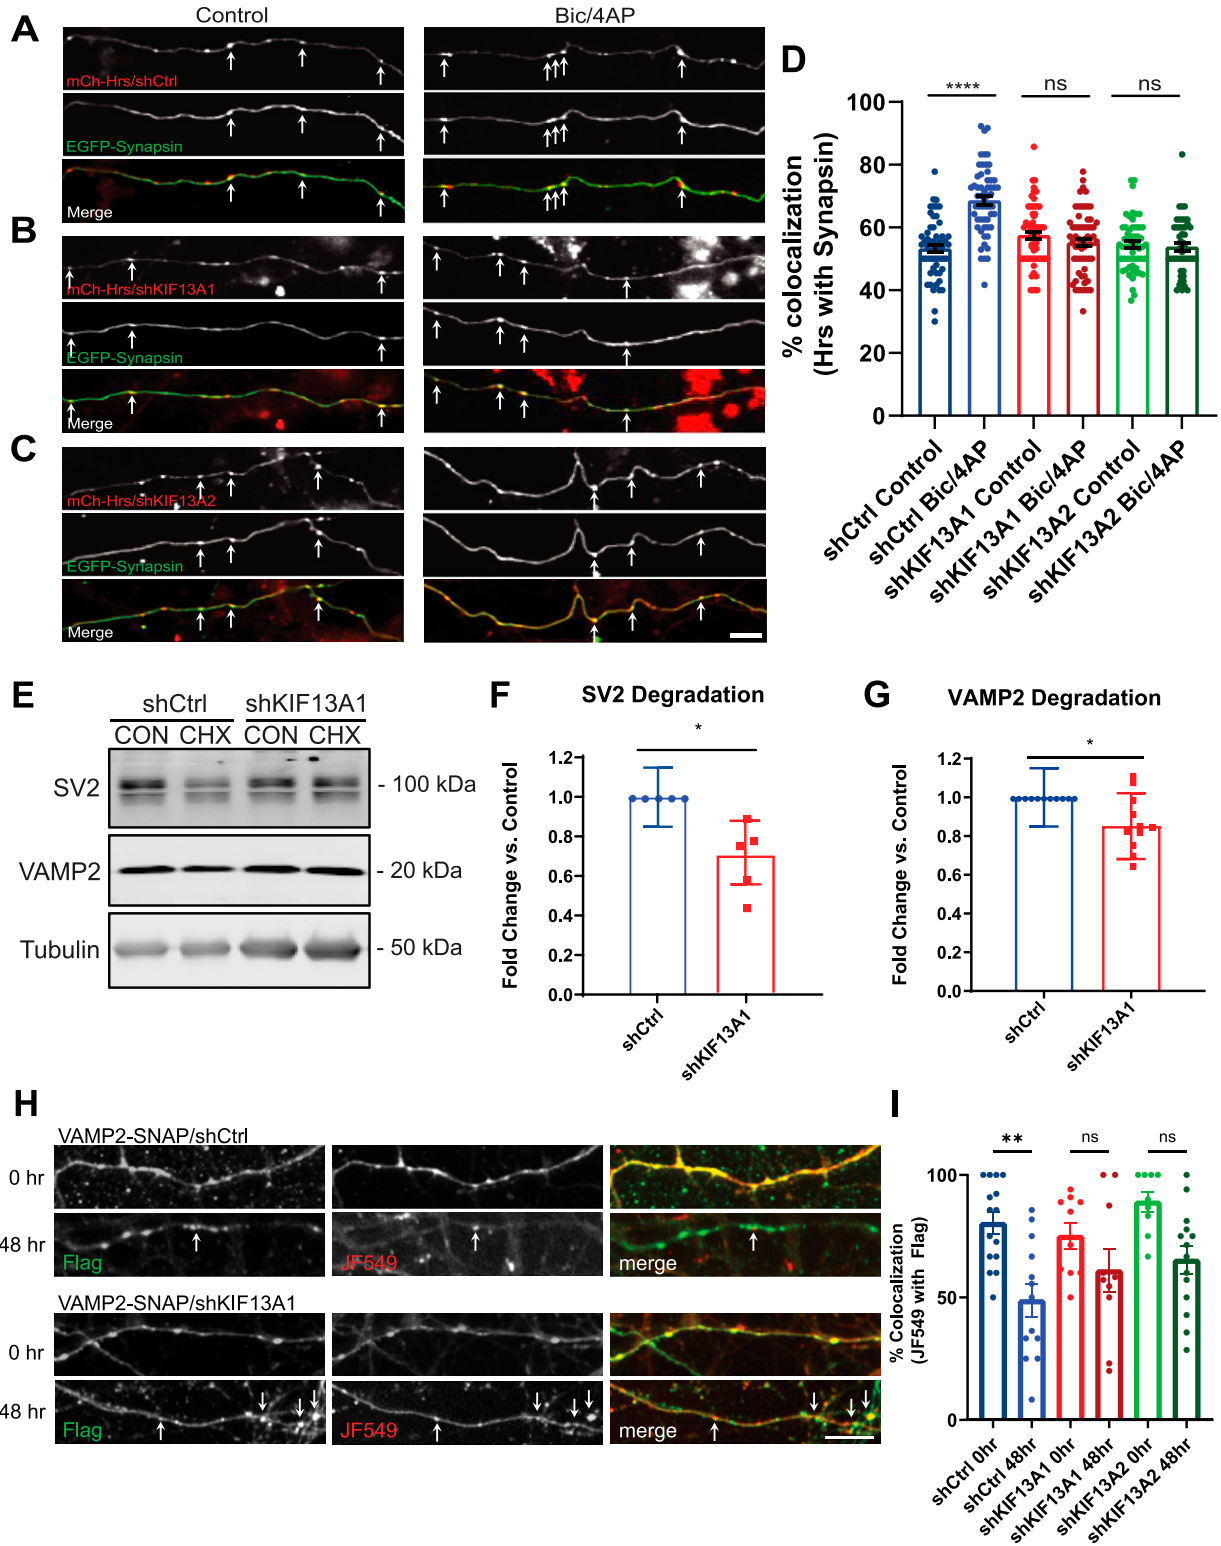 A
Control
Bic/4AP
mCh-Hrs/shCtrl
EGFP-Synapsin
Merge
B
mCh-Hrs/shKIF13A1
EGFP-Synapsin
Merge
C
mCh-Hrs/shKIF13A2
EGFP-Synapsin
Merge
D
**** ns ns
% colocalization
(Hrs with Synapsin)
100
80
60
40
20
0
shCtrl Control
shCtrl Bic/4AP
shKIF13A1 Control
shKIF13A1 Bic/4AP
shKIF13A2 Control
shKIF13A2 Bic/4AP
E
shCtrl shKIF13A1
CON CHX CON CHX
SV2 - 100 kDa
VAMP2 - 20 kDa
Tubulin - 50 kDa
F
SV2 Degradation
*
Fold Change vs. Control
1.2
1.0
0.8
0.6
0.4
0.2
0.0
shCtrl
shKIF13A1
G
VAMP2 Degradation
*
Fold Change vs. Control
1.2
1.0
0.8
0.6
0.4
0.2
0.0
shCtrl
shKIF13A1
H
VAMP2-SNAP/shCtrl
0 hr
48 hr
Flag JF549 merge
VAMP2-SNAP/shKIF13A1
0 hr
48 hr
Flag JF549 merge
I
** ns ns
% Colocalization
(JF549 with Flag)
100
50
0
shCtrl 0hr
shCtrl 48hr
shKIF13A1 0hr
shKIF13A1 48hr
shKIF13A2 0hr
shKIF13A2 48hr